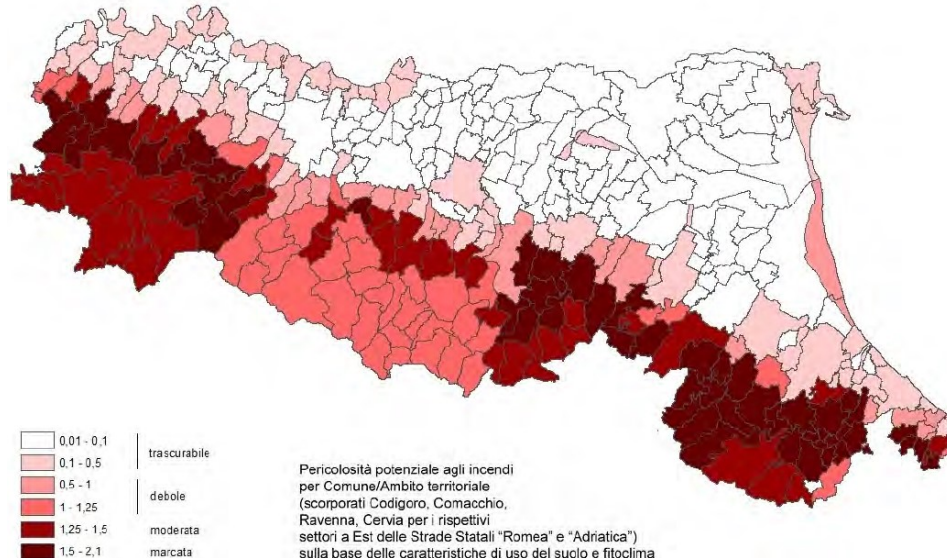 0,01 - 0,1
0,1 - 0,5
trascurabile
0,5 - 1
1 - 1,25
debole
1,25 - 1,5 moderata
1,5 - 2,1 marcata
Pericolosità potenziale agli incendi
per Comune/Ambito territoriale
(scorporati Codigoro, Comacchio,
Ravenna, Cervia per i rispettivi
settori a Est delle Strade Statali "Romea" e "Adriatica")
sulla base delle caratteristiche di uso del suolo e fitoclima